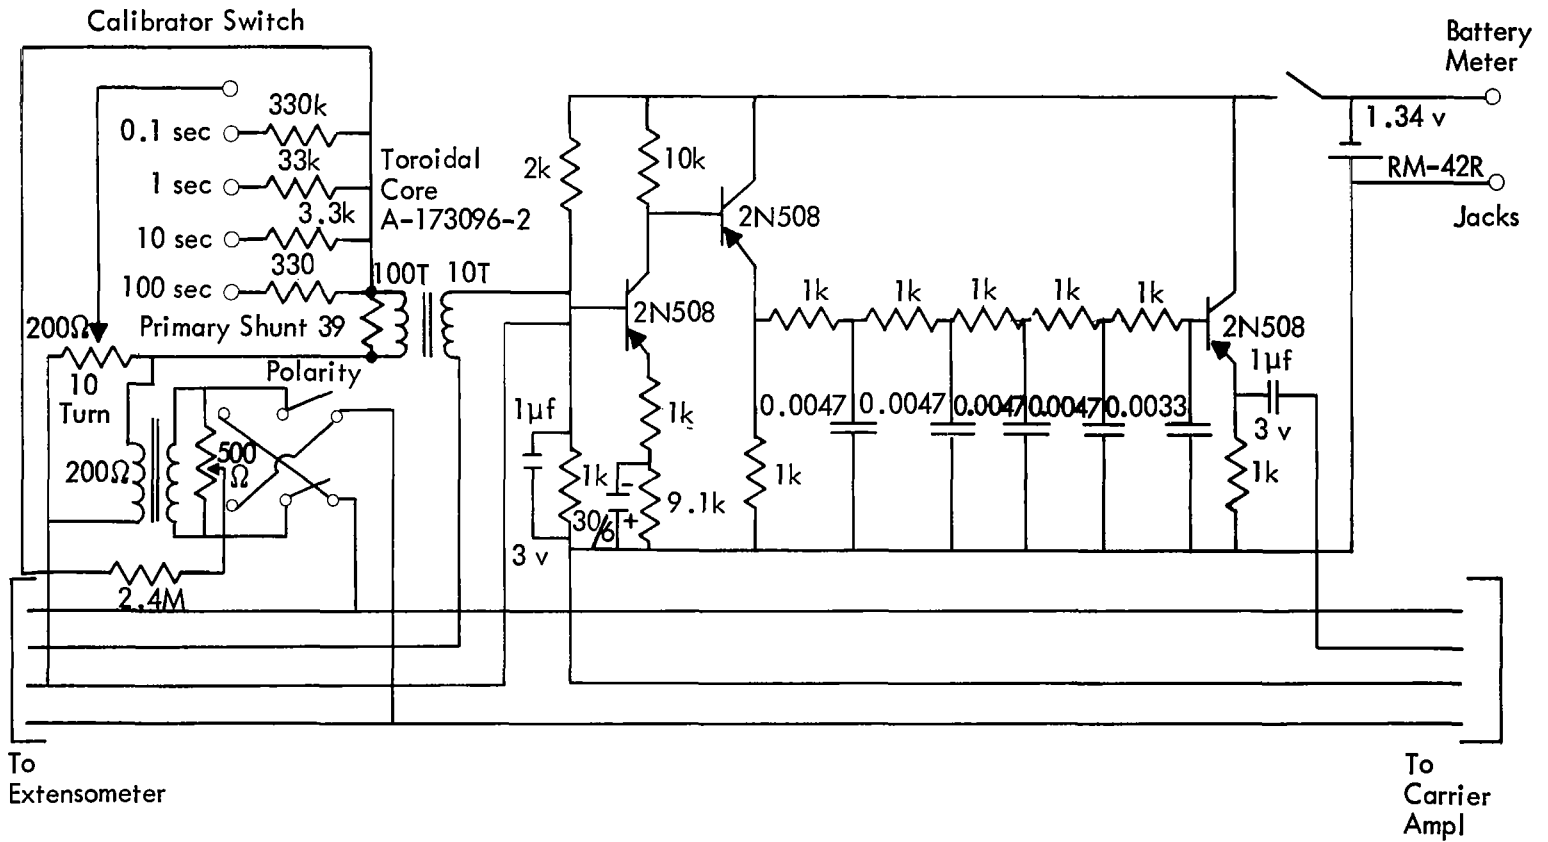 Calibrator Switch
Battery
Meter
330k
0.1 sec
1.34 v
33k
Toroidal
Core
A-173096-2
2k
10k
RM-42R
1 sec
3.3k
2N508
Jacks
10 sec
330
100T
10T
100 sec
1k
1k
1k
1k
1k
200Ω
Primary Shunt 39
2N508
2N508
1μf
10
Turn
Polarity
1μf
1k
0.0047
0.0047
0.0047
0.0047
0.0033
3 v
500
Ω
200Ω
1k
9.1k
1k
1k
-
+
30/6
3 v
2.4M
To
Extensometer
To
Carrier
Ampl